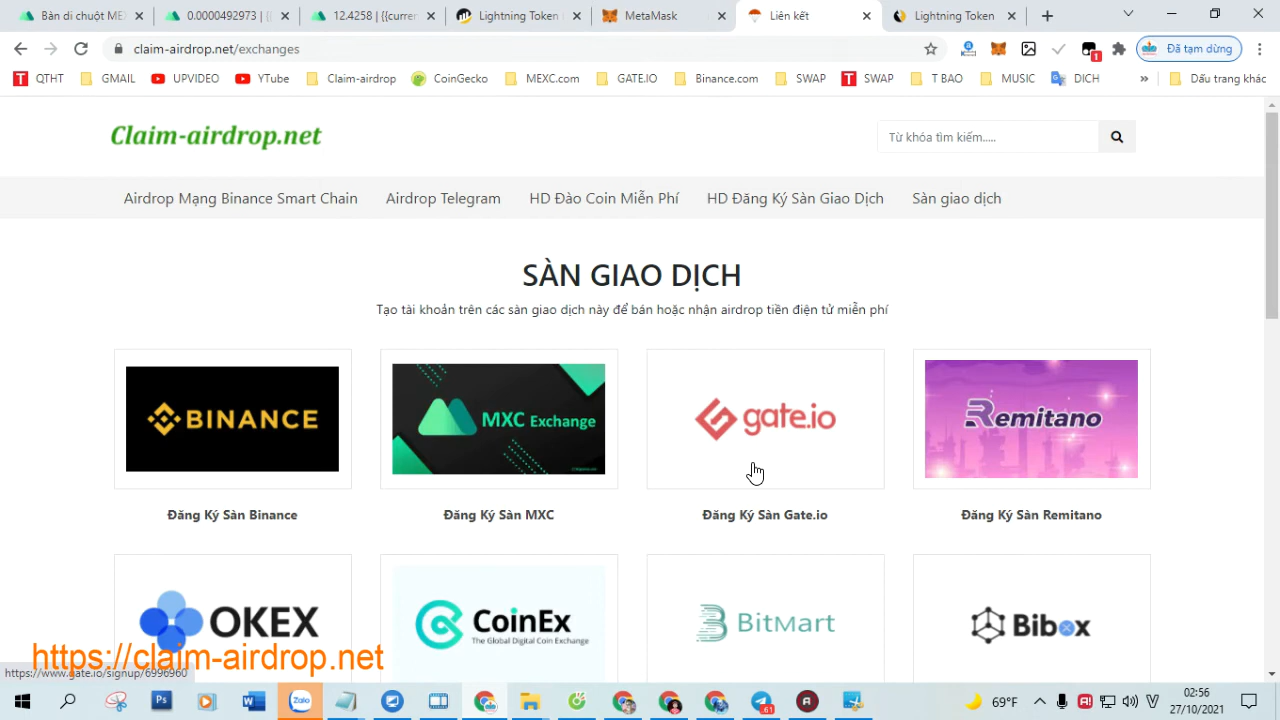 Bản di chuột ME
0.0000492973 |
12.4258 | {{curre
Lightning Token |
MetaMask
Liên kết
Lightning Token
claim-airdrop.net/exchanges
1
Đã tạm dừng
QTHT
GMAIL
UPVIDEO
YTube
Claim-airdrop
CoinGecko
MEXC.com
GATE.IO
Binance.com
SWAP
SWAP
T BAO
MUSIC
DICH
»
Dấu trang khác
Claim-airdrop.net
Từ khóa tìm kiếm.....
Airdrop Mạng Binance Smart Chain
Airdrop Telegram
HD Đào Coin Miễn Phí
HD Đăng Ký Sàn Giao Dịch
Sàn giao dịch
SÀN GIAO DỊCH
Tạo tài khoản trên các sàn giao dịch này để bán hoặc nhận airdrop tiền điện tử miễn phí
BINANCE
MXC Exchange
gate.io
Remitano
Đăng Ký Sàn Binance
Đăng Ký Sàn MXC
Đăng Ký Sàn Gate.io
Đăng Ký Sàn Remitano
OKEX
CoinEx
The Global Digital Coin Exchange
BitMart
Bibox
https://claim-airdrop.net
https://www.gate.io/signup/6996960
Ps
Zalo
61
69°F
V
02:56
27/10/2021